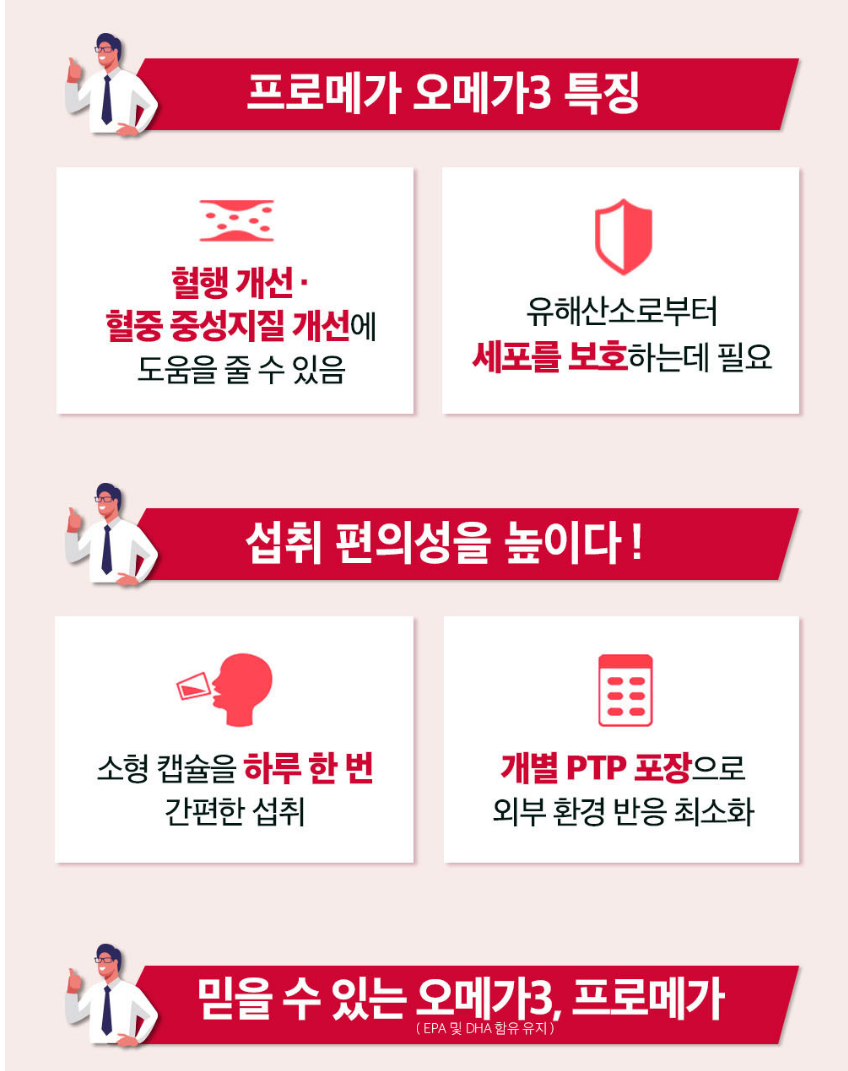 프로메가 오메가3 특징
혈행 개선 ·
혈중 중성지질 개선에
도움을 줄 수 있음
유해산소로부터
세포를 보호하는데 필요
섭취 편의성을 높이다!
소형 캡슐을 하루 한 번
간편한 섭취
개별 PTP 포장으로
외부 환경 반응 최소화
믿을 수 있는 오메가3, 프로메가
( EPA 및 DHA 함유 유지 )